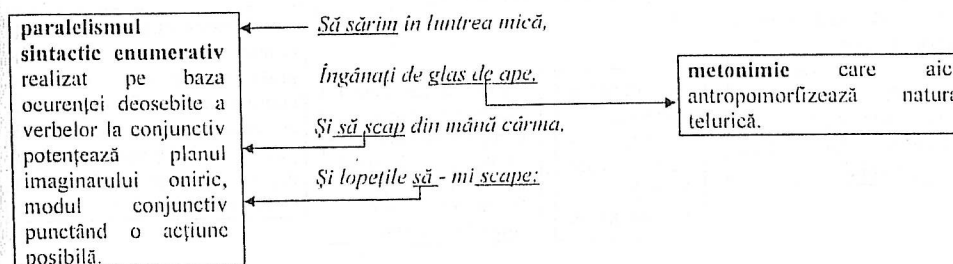 paralelismul
sintactic enumerativ
realizat pe baza
ocurenței deosebite a
verbelor la conjunctiv
potențează planul
imaginarului oniric,
modul conjunctiv
punctând o acțiune
posibilă.
Să sărim în luntrea mică,
Îngânați de glas de ape,
Și să scap din mână cârma,
Și lopețile să - mi scape;
metonimie care aic
antropomorfizează natura
telurică.